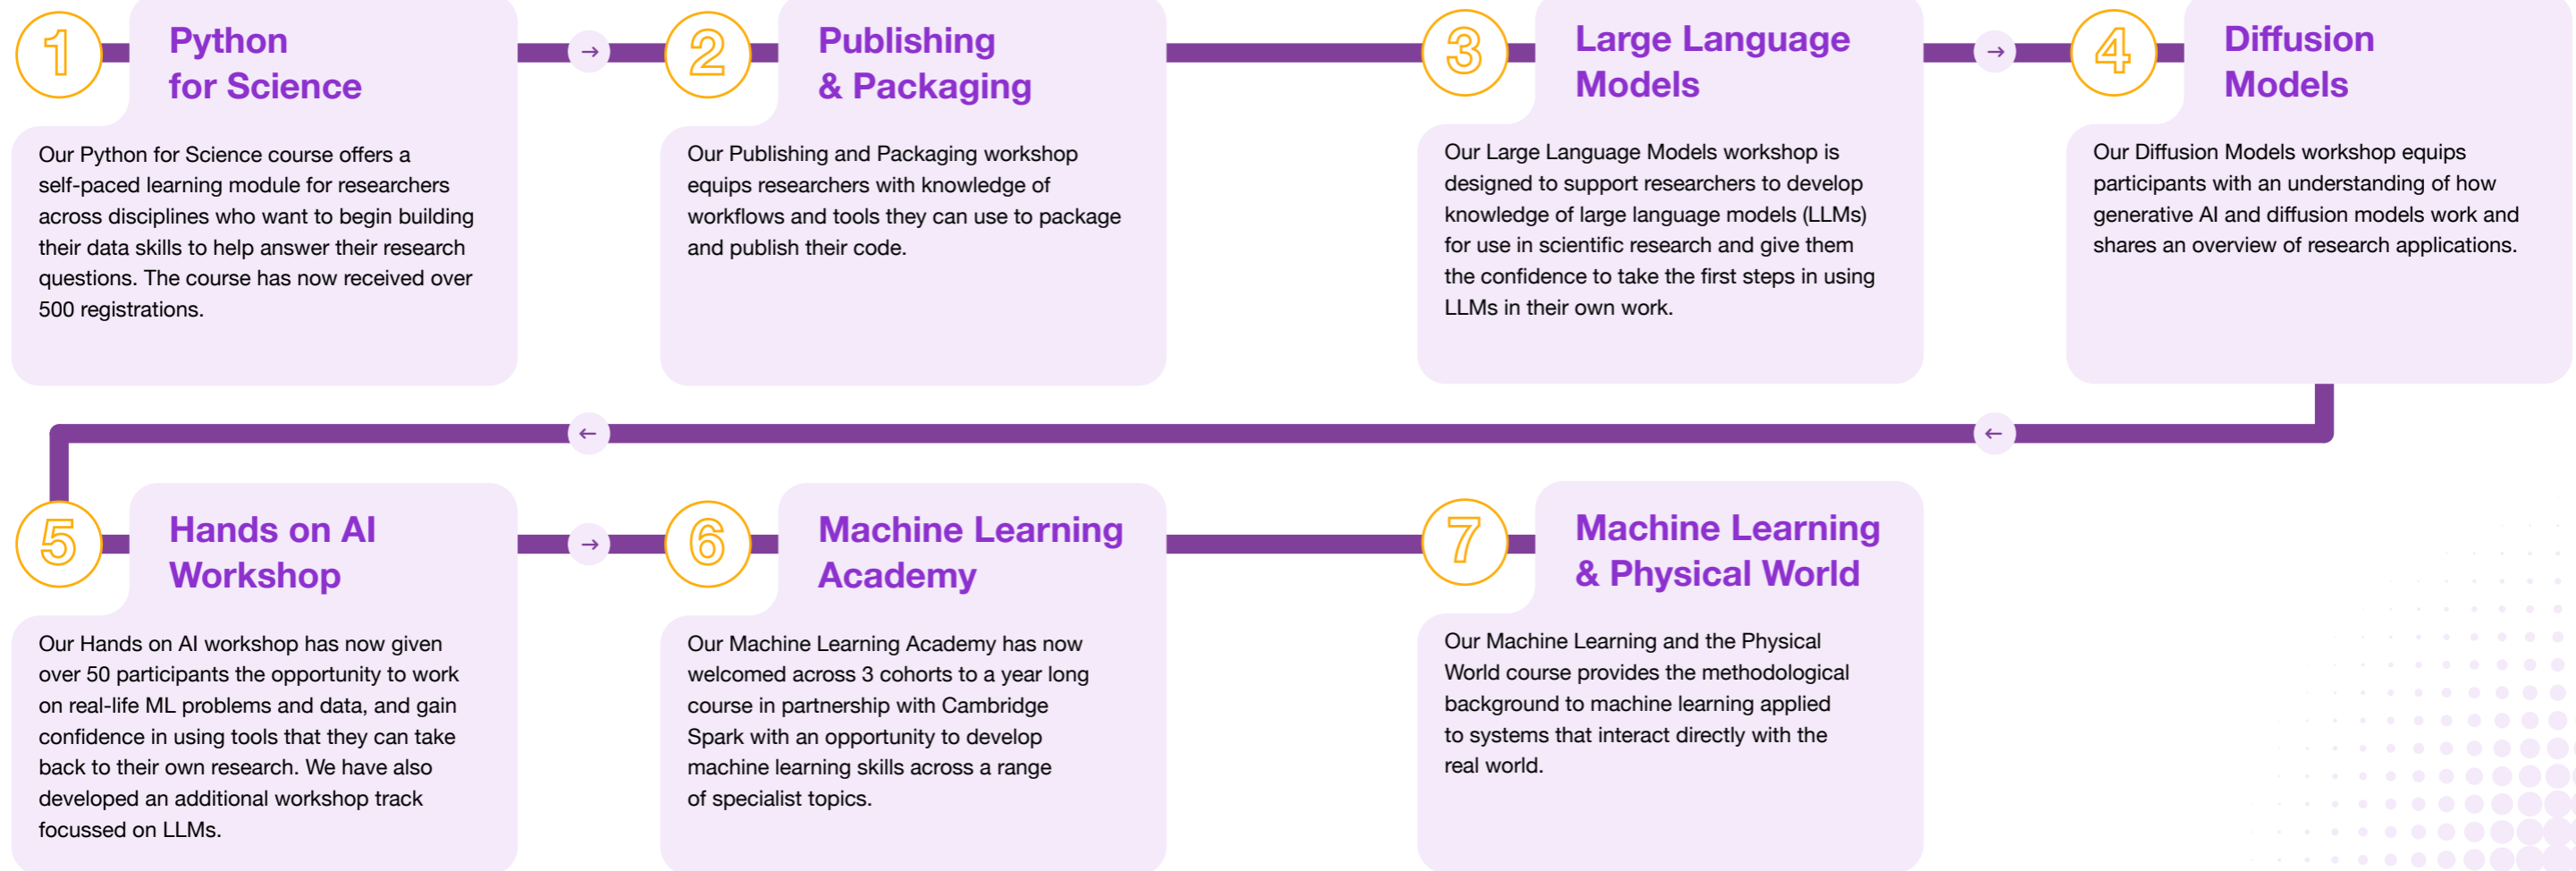 1
Python
for Science
Our Python for Science course offers a
self-paced learning module for researchers
across disciplines who want to begin building
their data skills to help answer their research
questions. The course has now received over
500 registrations.
→
2
Publishing
& Packaging
Our Publishing and Packaging workshop
equips researchers with knowledge of
workflows and tools they can use to package
and publish their code.
3
Large Language
Models
Our Large Language Models workshop is
designed to support researchers to develop
knowledge of large language models (LLMs)
for use in scientific research and give them
the confidence to take the first steps in using
LLMs in their own work.
→
4
Diffusion
Models
Our Diffusion Models workshop equips
participants with an understanding of how
generative AI and diffusion models work and
shares an overview of research applications.
←
←
5
Hands on AI
Workshop
Our Hands on AI workshop has now given
over 50 participants the opportunity to work
on real-life ML problems and data, and gain
confidence in using tools that they can take
back to their own research. We have also
developed an additional workshop track
focussed on LLMs.
→
6
Machine Learning
Academy
Our Machine Learning Academy has now
welcomed across 3 cohorts to a year long
course in partnership with Cambridge
Spark with an opportunity to develop
machine learning skills across a range
of specialist topics.
7
Machine Learning
& Physical World
Our Machine Learning and the Physical
World course provides the methodological
background to machine learning applied
to systems that interact directly with the
real world.